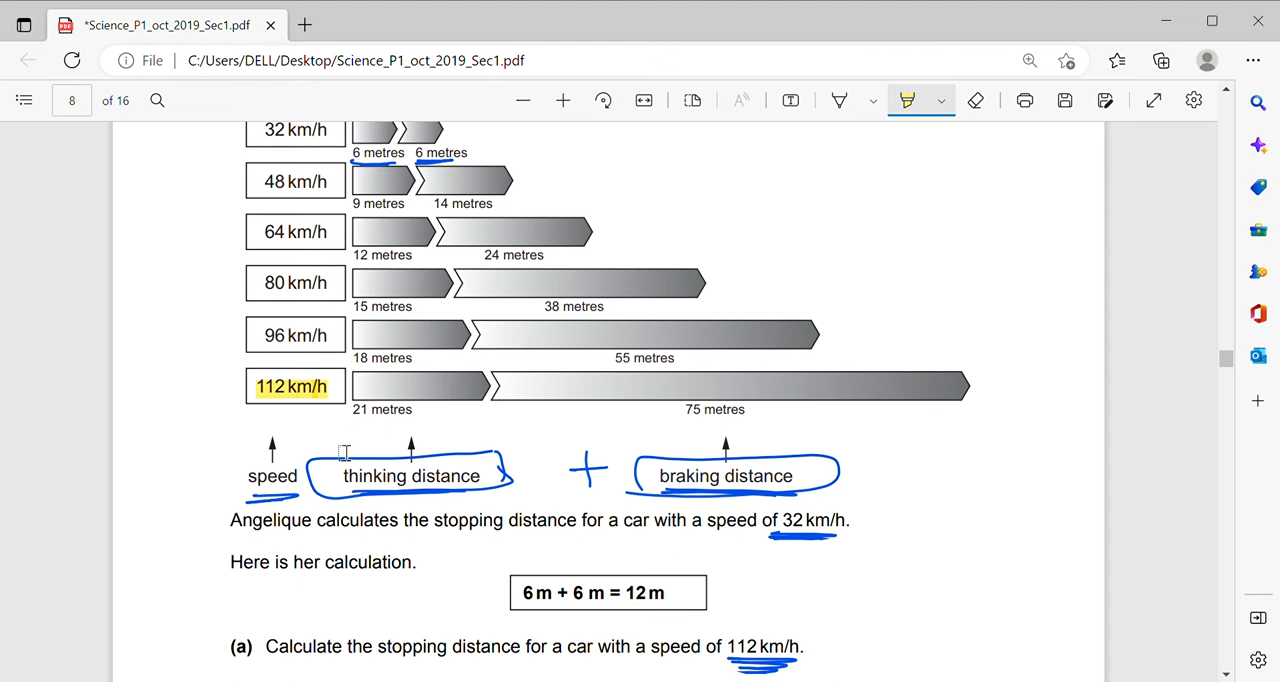 *Science_P1_oct_2019_Sec1.pdf
File C:/Users/DELL/Desktop/Science_P1_oct_2019_Sec1.pdf
8 of 16
32 km/h
6 metres 6 metres
48 km/h
9 metres 14 metres
64 km/h
12 metres 24 metres
80 km/h
15 metres 38 metres
96 km/h
18 metres 55 metres
112 km/h
21 metres 75 metres
speed thinking distance + braking distance
Angelique calculates the stopping distance for a car with a speed of 32 km/h.
Here is her calculation.
6 m + 6 m = 12 m
(a) Calculate the stopping distance for a car with a speed of 112 km/h.